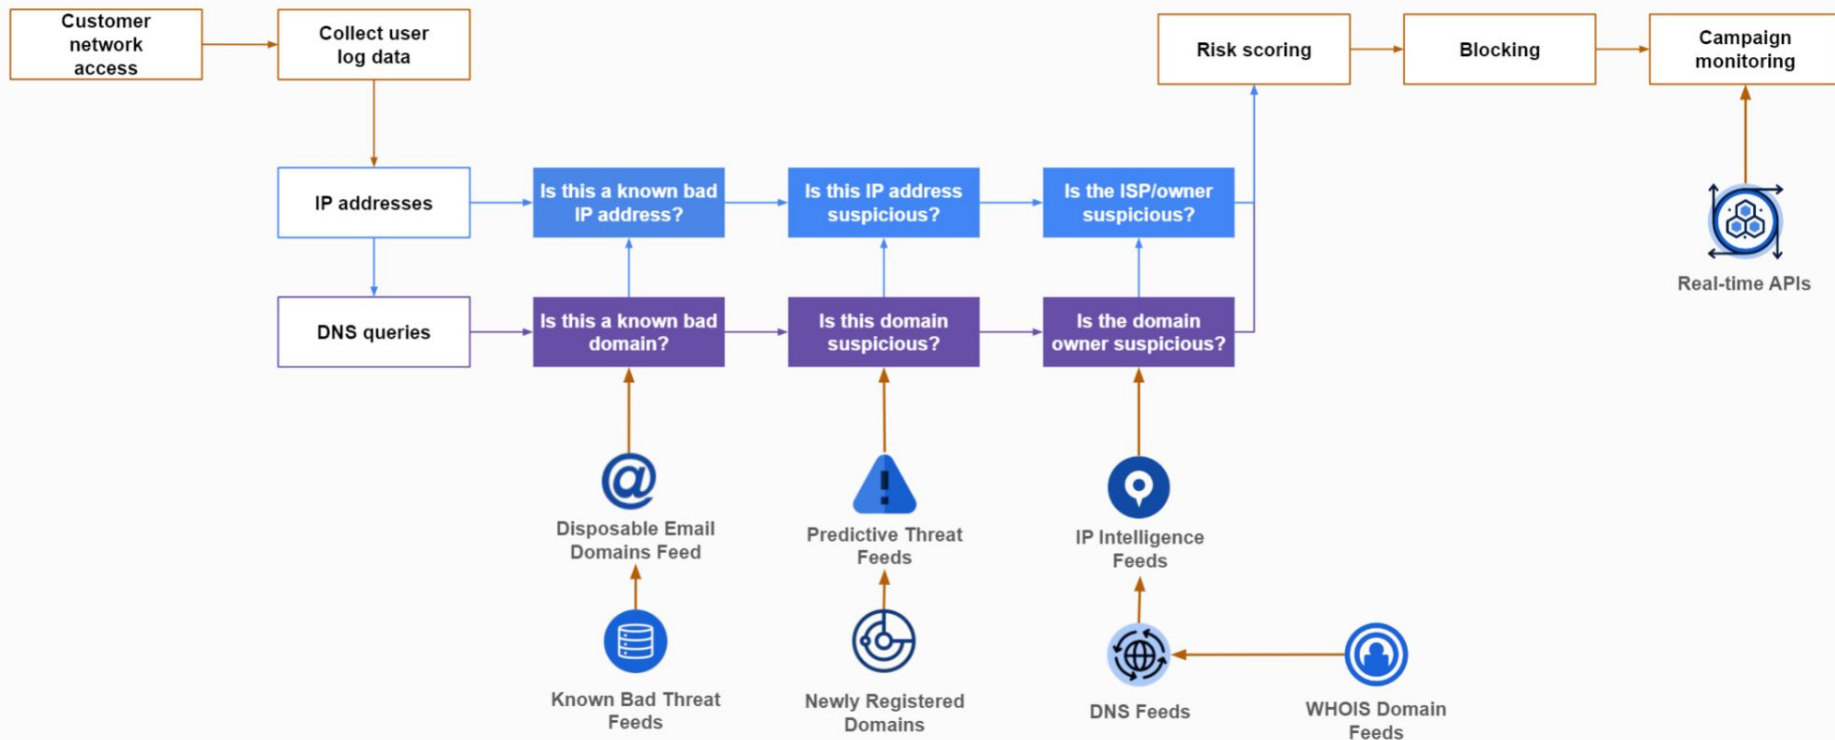 Customer
network
access
Collect user
log data
Risk scoring
Blocking
Campaign
monitoring
IP addresses
Is this a known bad
IP address?
Is this IP address
suspicious?
Is the ISP/owner
suspicious?
Real-time APIs
DNS queries
Is this a known bad
domain?
Is this domain
suspicious?
Is the domain
owner suspicious?
Disposable Email
Domains Feed
Predictive Threat
Feeds
IP Intelligence
Feeds
Known Bad Threat
Feeds
Newly Registered
Domains
DNS Feeds
WHOIS Domain
Feeds